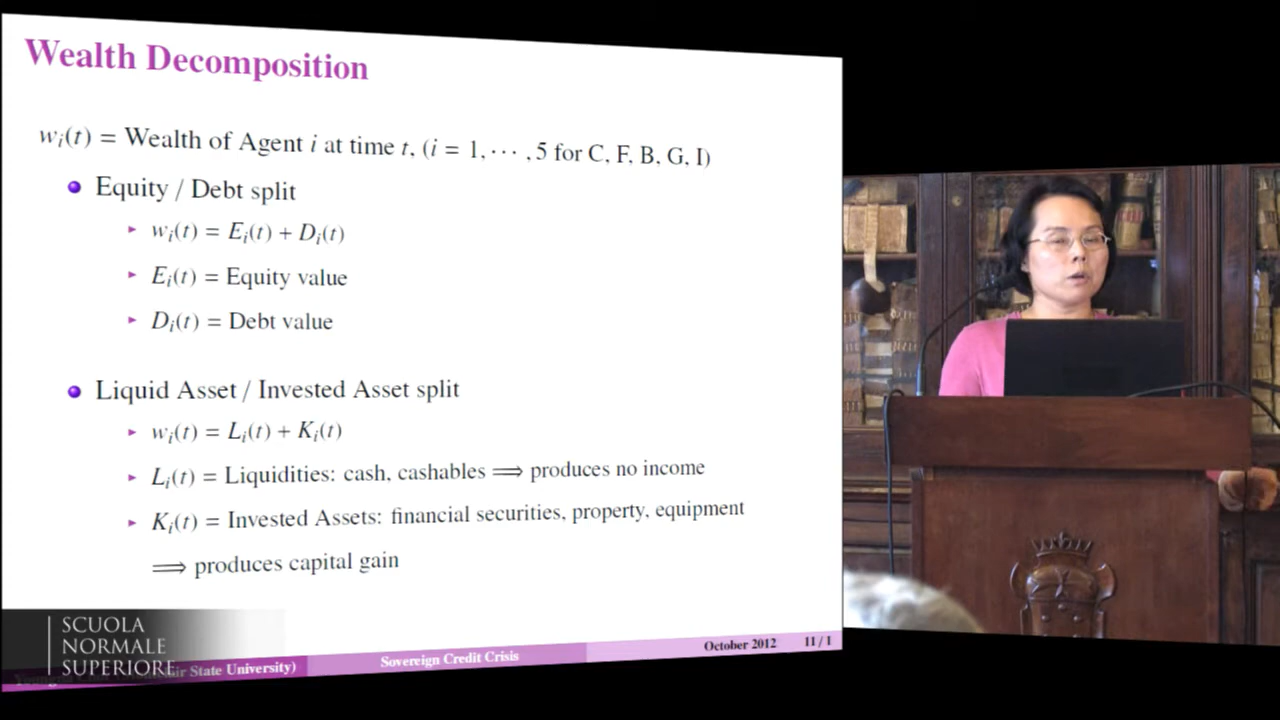 Wealth Decomposition
wᵢ(t) = Wealth of Agent i at time t, (i = 1, ⋯ , 5 for C, F, B, G, I)
Equity / Debt split
wᵢ(t) = Eᵢ(t) + Dᵢ(t)
Eᵢ(t) = Equity value
Dᵢ(t) = Debt value
Liquid Asset / Invested Asset split
wᵢ(t) = Lᵢ(t) + Kᵢ(t)
Lᵢ(t) = Liquidities: cash, cashables ⟹ produces no income
Kᵢ(t) = Invested Assets: financial securities, property, equipment
⟹ produces capital gain
SCUOLA
NORMALE
SUPERIORE
State University)
Sovereign Credit Crisis
October 2012
11 / 1